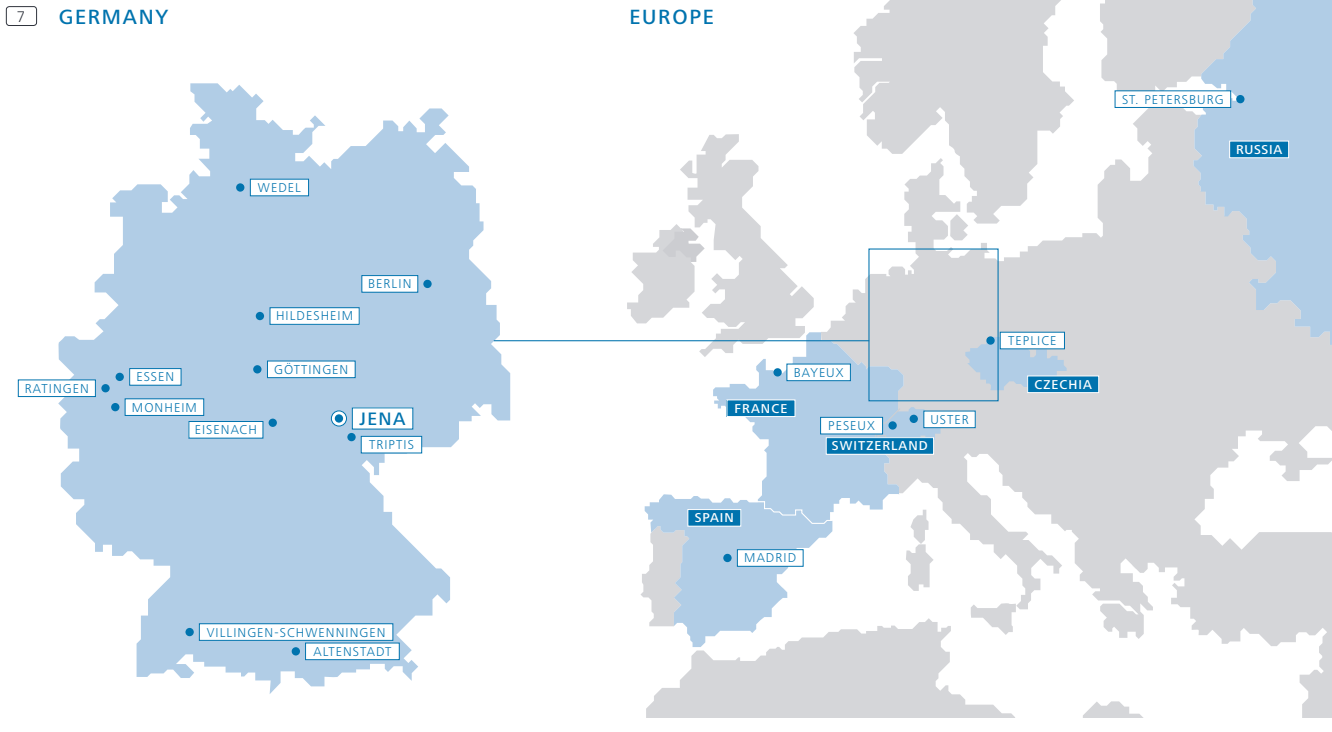 7 GERMANY
WEDEL
BERLIN
HILDESHEIM
GÖTTINGEN
ESSEN
RATINGEN
MONHEIM
JENA
EISENACH
TRIPTIS
VILLINGEN-SCHWENNINGEN
ALTENSTADT
EUROPE
ST. PETERSBURG
RUSSIA
TEPLICE
BAYEUX
CZECHIA
FRANCE
USTER
PESEUX
SWITZERLAND
SPAIN
MADRID